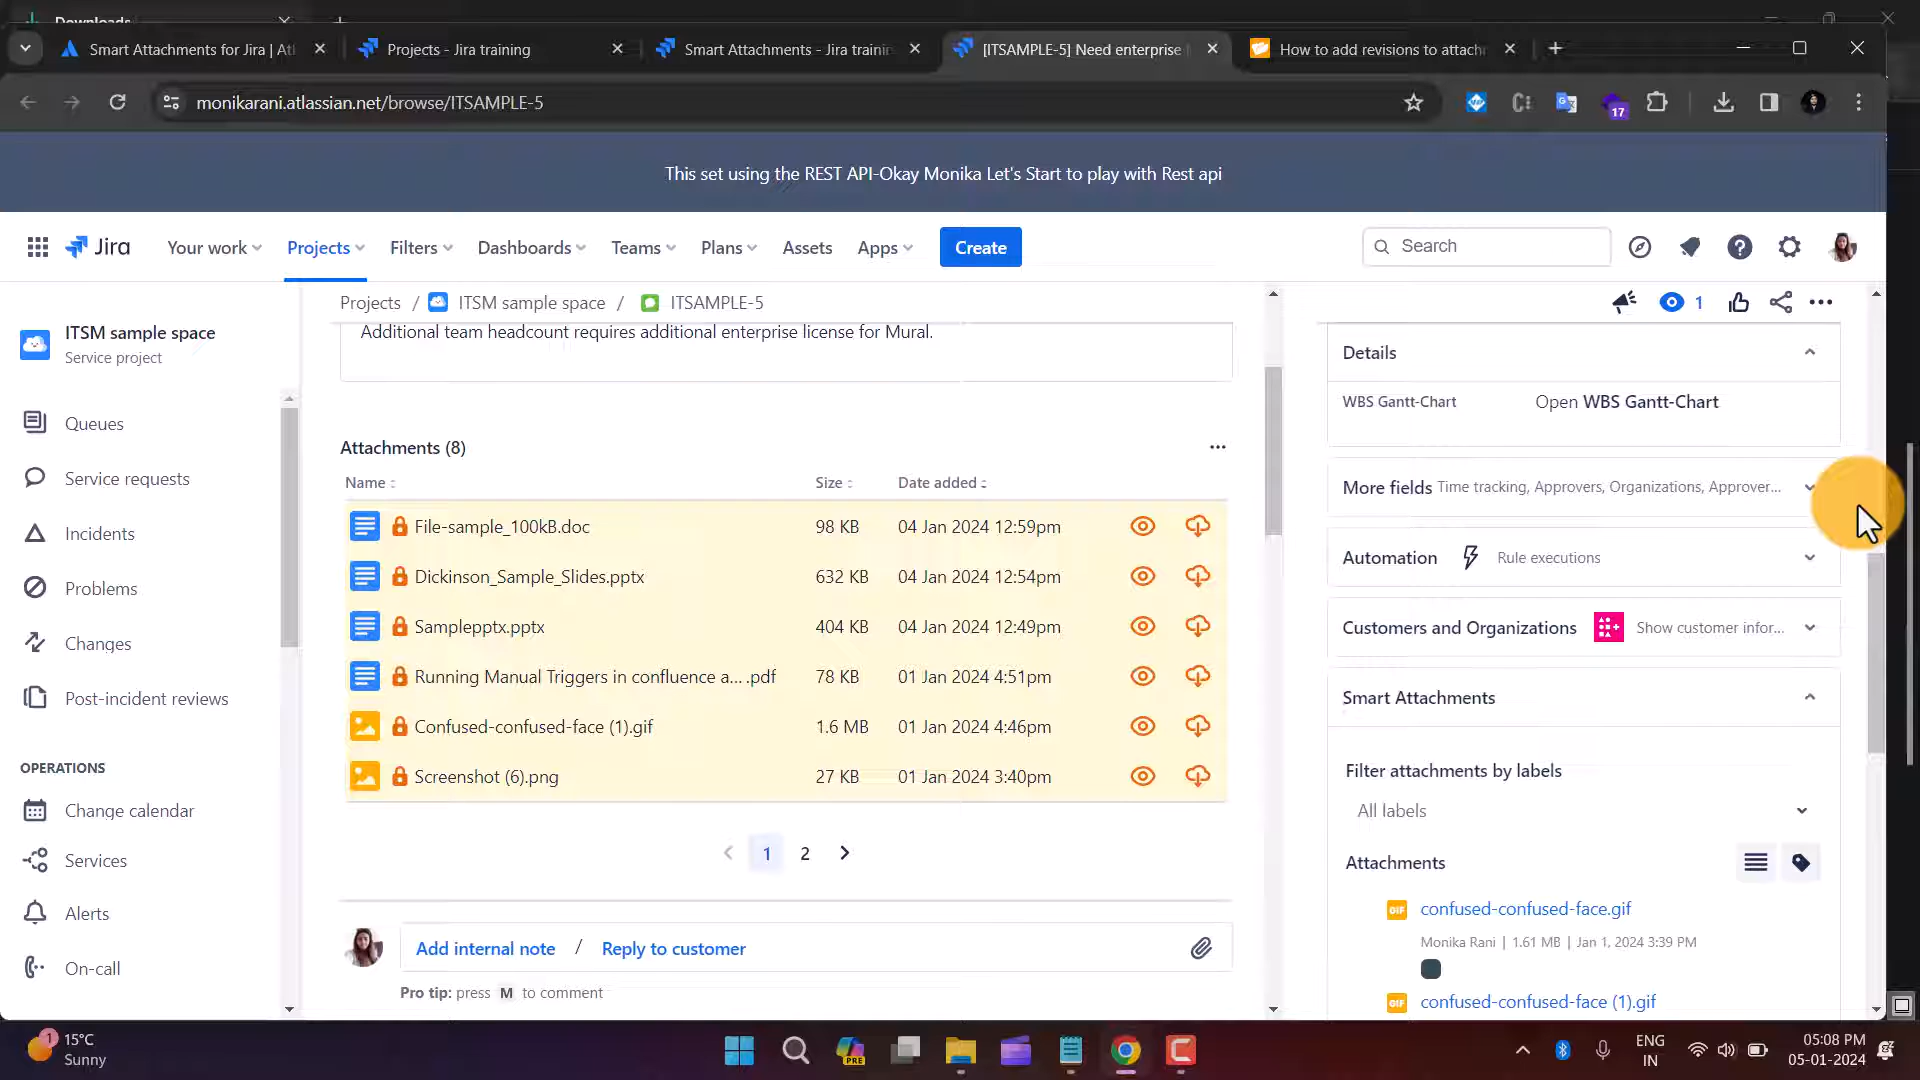 Downloads
Smart Attachments for Jira | Atl
Projects - Jira training
Smart Attachments - Jira trainin
[ITSAMPLE-5] Need enterprise
How to add revisions to attachn
monikarani.atlassian.net/browse/ITSAMPLE-5
17
This set using the REST API-Okay Monika Let's Start to play with Rest api
Jira
Your work
Projects
Filters
Dashboards
Teams
Plans
Assets
Apps
Create
Search
ITSM sample space
Service project
Queues
Service requests
Incidents
Problems
Changes
Post-incident reviews
OPERATIONS
Change calendar
Services
Alerts
On-call
Projects / ITSM sample space / ITSAMPLE-5
1
Additional team headcount requires additional enterprise license for Mural.
Attachments (8)
Name Size Date added
File-sample_100kB.doc 98 KB 04 Jan 2024 12:59pm
Dickinson_Sample_Slides.pptx 632 KB 04 Jan 2024 12:54pm
Samplepptx.pptx 404 KB 04 Jan 2024 12:49pm
Running Manual Triggers in confluence a... .pdf 78 KB 01 Jan 2024 4:51pm
Confused-confused-face (1).gif 1.6 MB 01 Jan 2024 4:46pm
Screenshot (6).png 27 KB 01 Jan 2024 3:40pm
1 2
Add internal note / Reply to customer
Pro tip: press M to comment
Details
WBS Gantt-Chart Open WBS Gantt-Chart
More fields Time tracking, Approvers, Organizations, Approver...
Automation Rule executions
Customers and Organizations Show customer infor...
Smart Attachments
Filter attachments by labels
All labels
Attachments
GIF confused-confused-face.gif
Monika Rani | 1.61 MB | Jan 1, 2024 3:39 PM
GIF confused-confused-face (1).gif
1 15°C
Sunny
PRE
ENG
IN
05:08 PM
05-01-2024